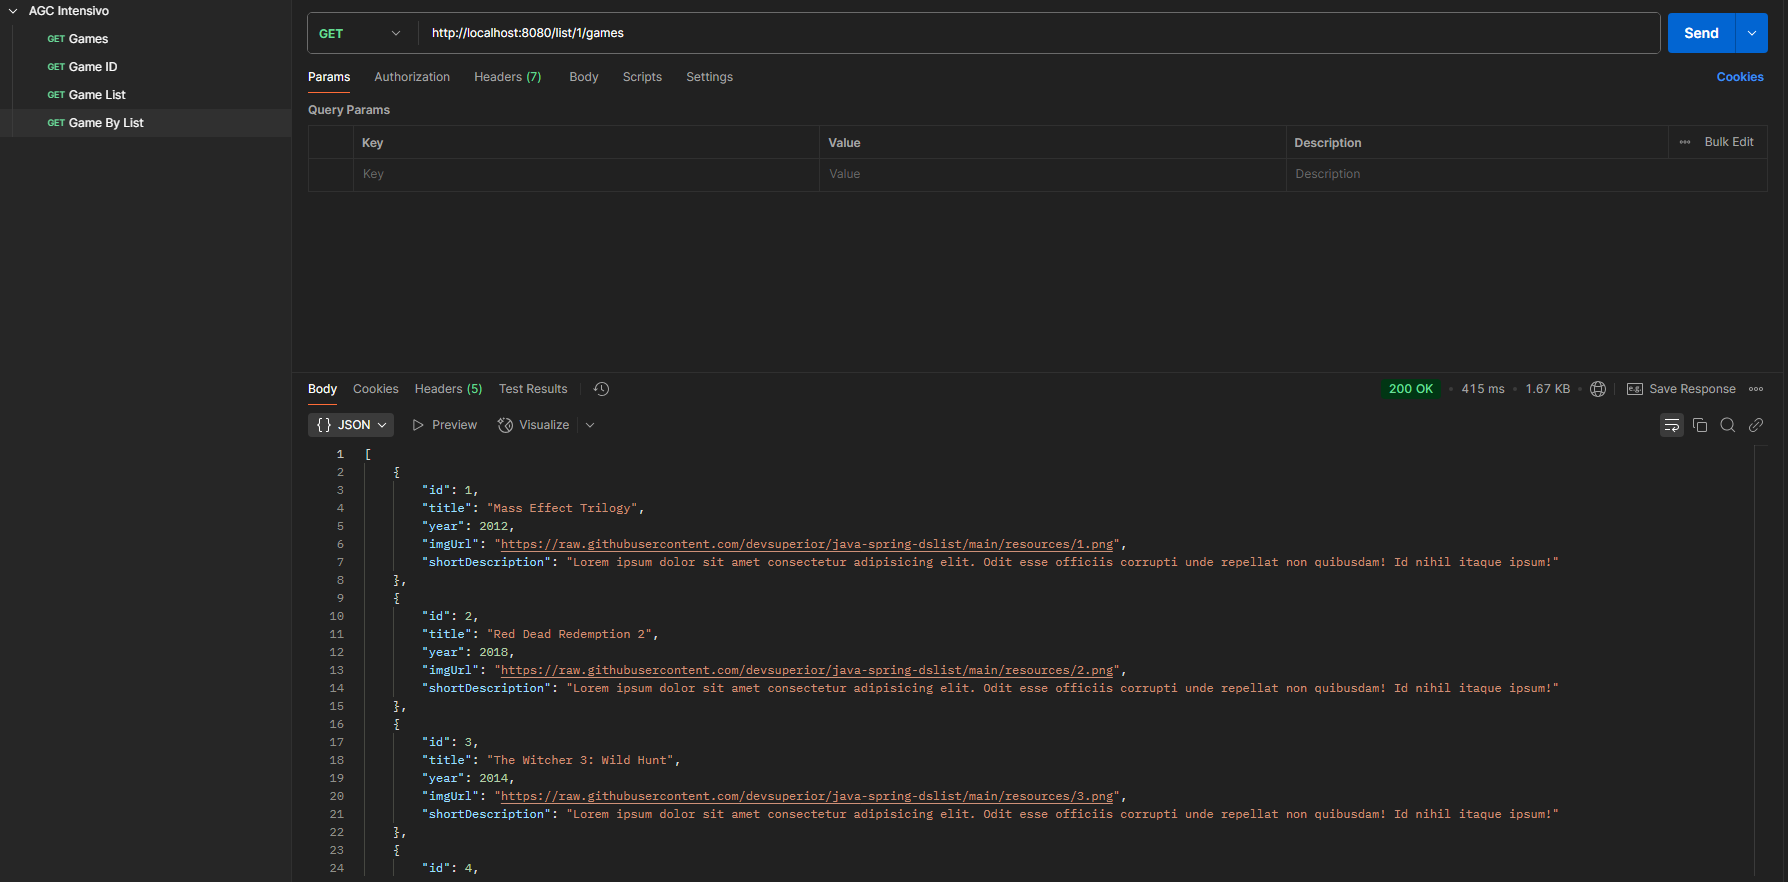 AGC Intensivo
GET Games
GET Game ID
GET Game List
GET Game By List
GET http://localhost:8080/list/1/games Send
Params Authorization Headers (7) Body Scripts Settings Cookies
Query Params
Key Value Description Bulk Edit
Key Value Description
Body Cookies Headers (5) Test Results 200 OK 415 ms 1.67 KB e.g. Save Response
{} JSON Preview Visualize
1 [
2 {
3 "id": 1,
4 "title": "Mass Effect Trilogy",
5 "year": 2012,
6 "imgUrl": "https://raw.githubusercontent.com/devsuperior/java-spring-dslist/main/resources/1.png",
7 "shortDescription": "Lorem ipsum dolor sit amet consectetur adipisicing elit. Odit esse officiis corrupti unde repellat non quibusdam! Id nihil itaque ipsum!"
8 },
9 {
10 "id": 2,
11 "title": "Red Dead Redemption 2",
12 "year": 2018,
13 "imgUrl": "https://raw.githubusercontent.com/devsuperior/java-spring-dslist/main/resources/2.png",
14 "shortDescription": "Lorem ipsum dolor sit amet consectetur adipisicing elit. Odit esse officiis corrupti unde repellat non quibusdam! Id nihil itaque ipsum!"
15 },
16 {
17 "id": 3,
18 "title": "The Witcher 3: Wild Hunt",
19 "year": 2014,
20 "imgUrl": "https://raw.githubusercontent.com/devsuperior/java-spring-dslist/main/resources/3.png",
21 "shortDescription": "Lorem ipsum dolor sit amet consectetur adipisicing elit. Odit esse officiis corrupti unde repellat non quibusdam! Id nihil itaque ipsum!"
22 },
23 {
24 "id": 4,